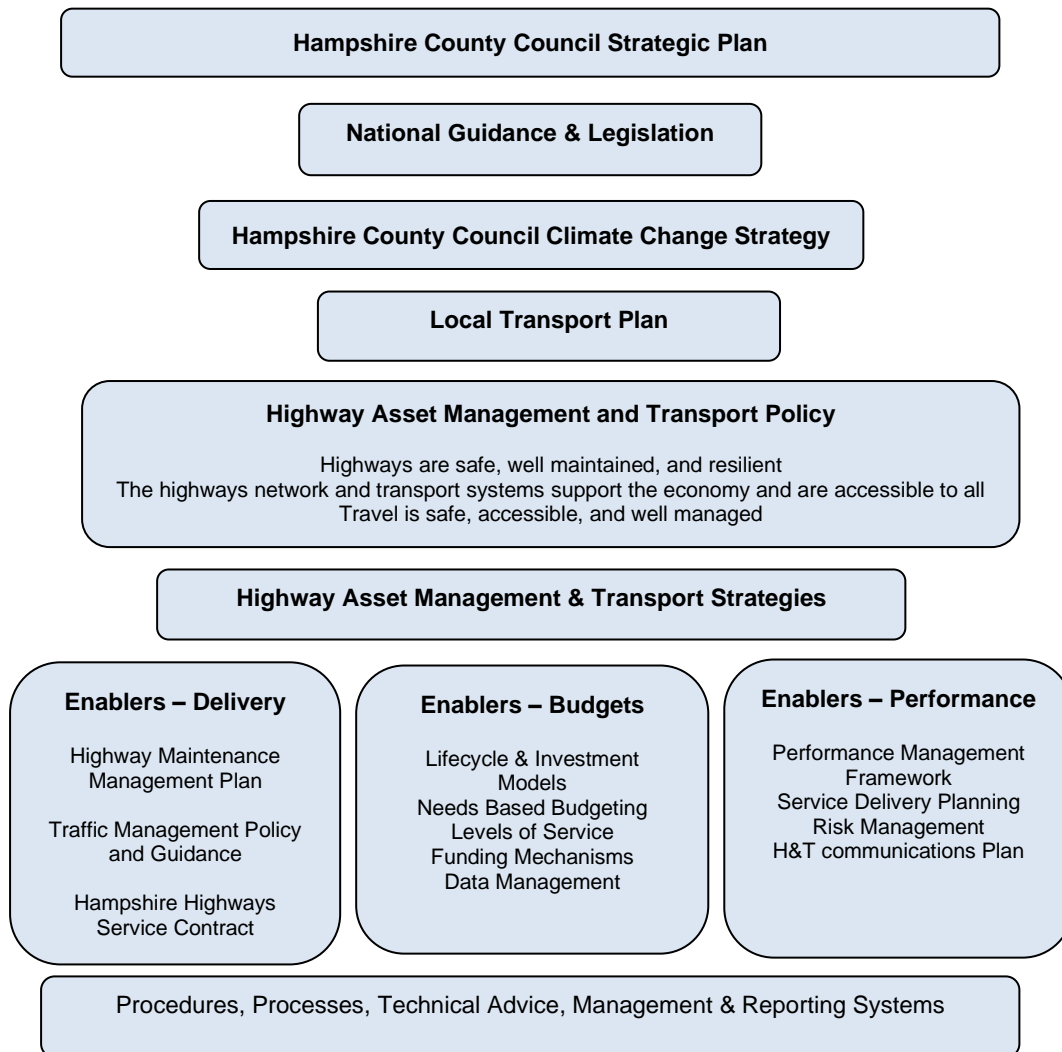 Hampshire County Council Strategic Plan
National Guidance & Legislation
Hampshire County Council Climate Change Strategy
Local Transport Plan
Highway Asset Management and Transport Policy
Highways are safe, well maintained, and resilient
The highways network and transport systems support the economy and are accessible to all
Travel is safe, accessible, and well managed
Highway Asset Management & Transport Strategies
Enablers – Delivery
Highway Maintenance
Management Plan
Traffic Management Policy
and Guidance
Hampshire Highways
Service Contract
Enablers – Budgets
Lifecycle & Investment
Models
Needs Based Budgeting
Levels of Service
Funding Mechanisms
Data Management
Enablers – Performance
Performance Management
Framework
Service Delivery Planning
Risk Management
H&T communications Plan
Procedures, Processes, Technical Advice, Management & Reporting Systems